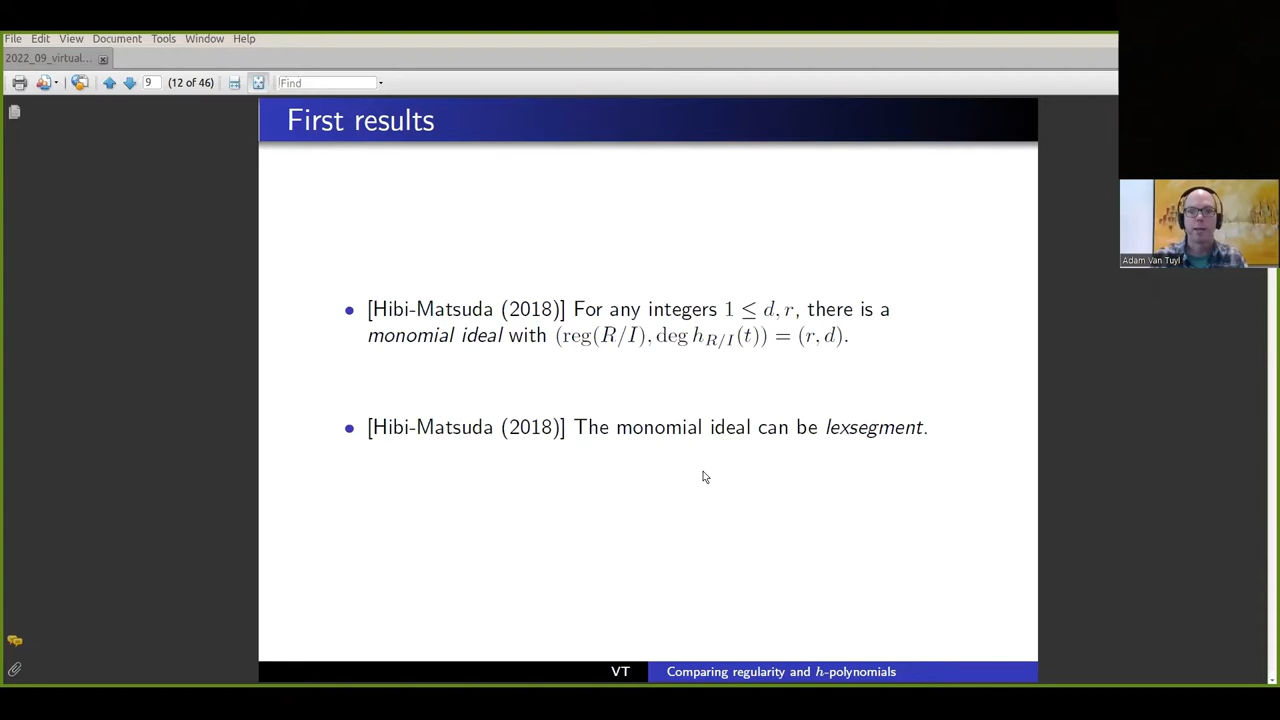 File Edit View Document Tools Window Help
2022_09_virtual...
9 (12 of 46) Find
First results
• [Hibi-Matsuda (2018)] For any integers 1 ≤ d, r, there is a
monomial ideal with (reg(R/I), deg h_{R/I}(t)) = (r, d).
• [Hibi-Matsuda (2018)] The monomial ideal can be lexsegment.
Adam Van Tuyl
VT Comparing regularity and h-polynomials